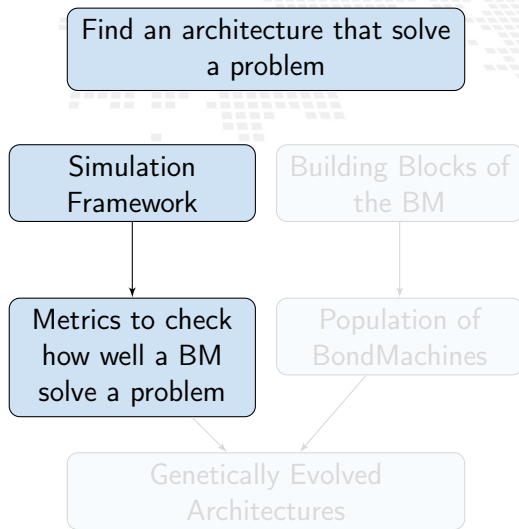 Find an architecture that solve
a problem
Simulation
Framework
Building Blocks of
the BM
Metrics to check
how well a BM
solve a problem
Population of
BondMachines
Genetically Evolved
Architectures